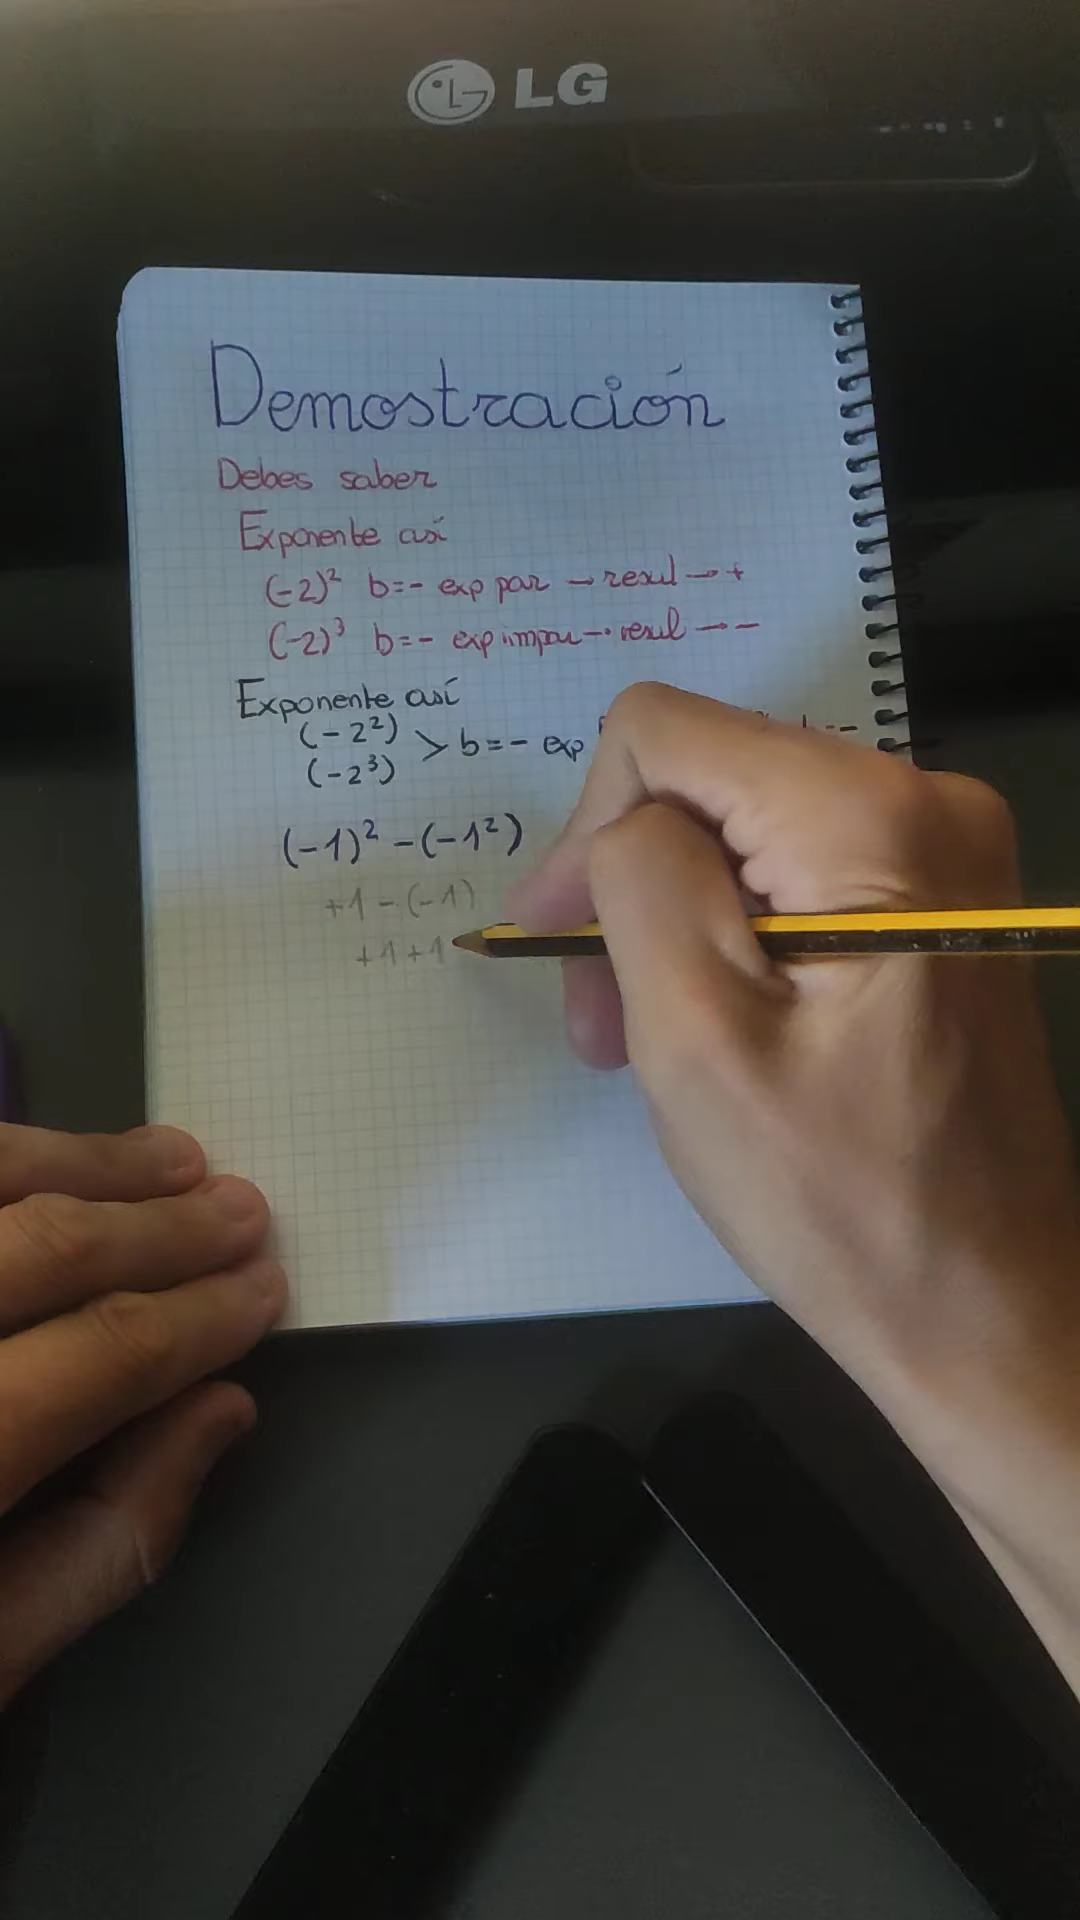 LG
Demostración
Debes saber
Exponente así
(-2)² b=- exp par → resul → +
(-2)³ b=- exp impar → resul → -
Exponente así
(-2²)
(-2³) > b=- exp
(-1)² -(-1²)
+1-(-1)
+1+1